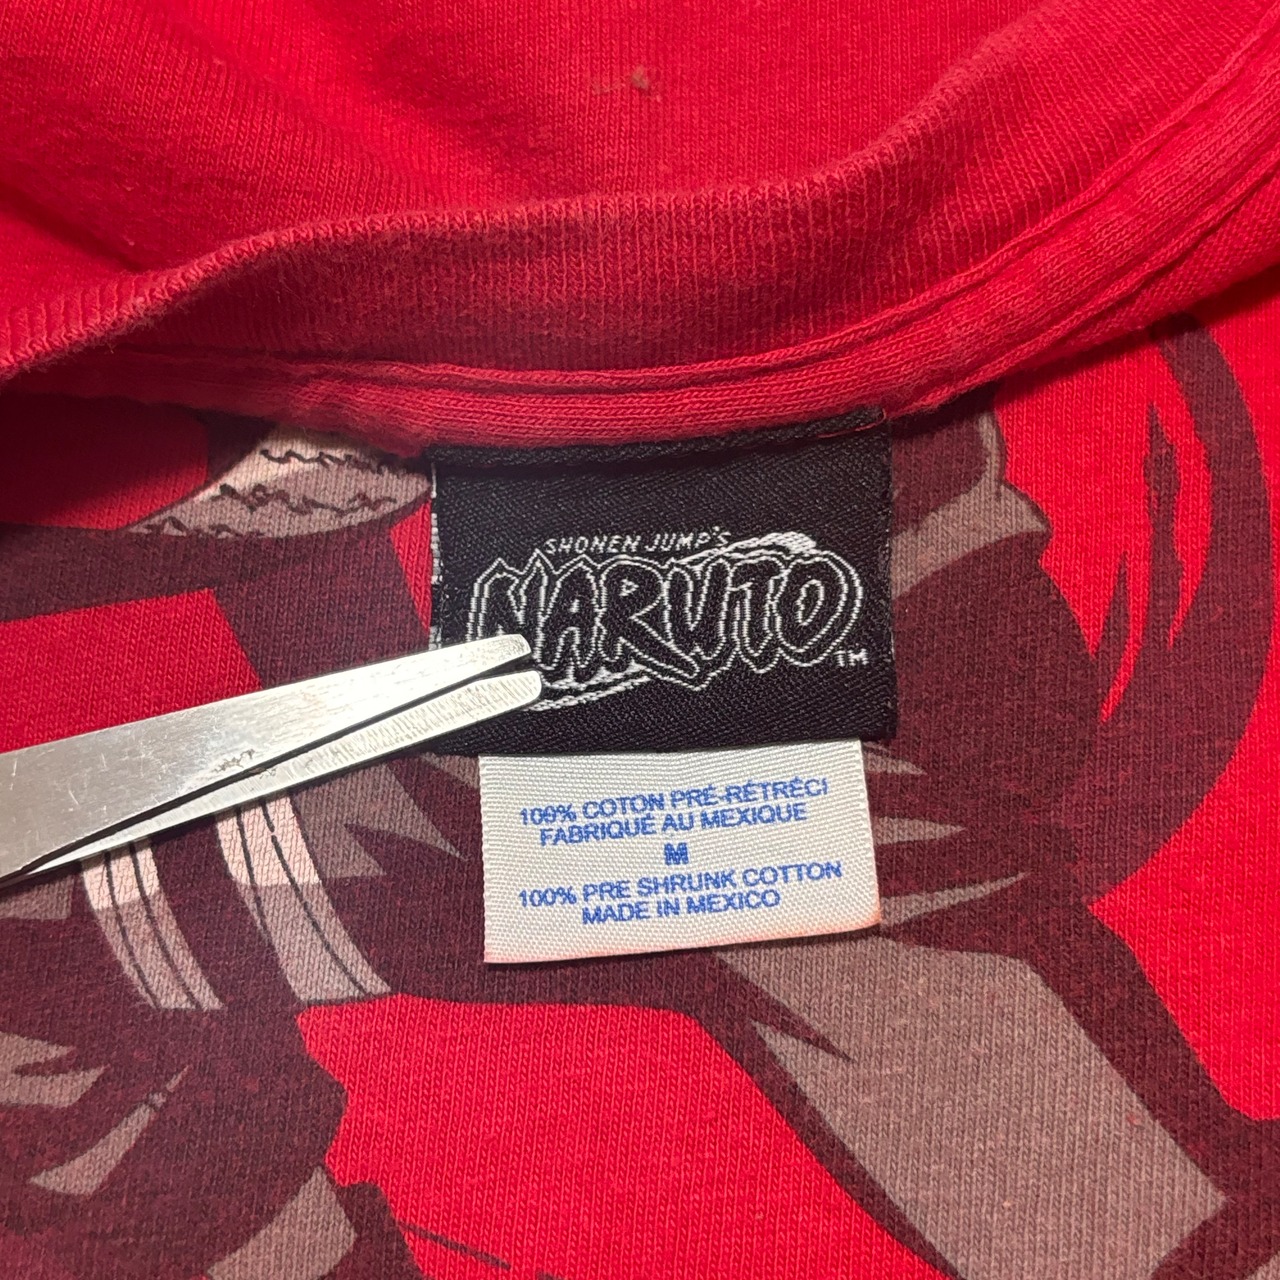 SHONEN JUMP'S
NARUTO
TM
100% COTON PRÉ-RÉTRÉCI
FABRIQUÉ AU MEXIQUE
M
100% PRE SHRUNK COTTON
MADE IN MEXICO